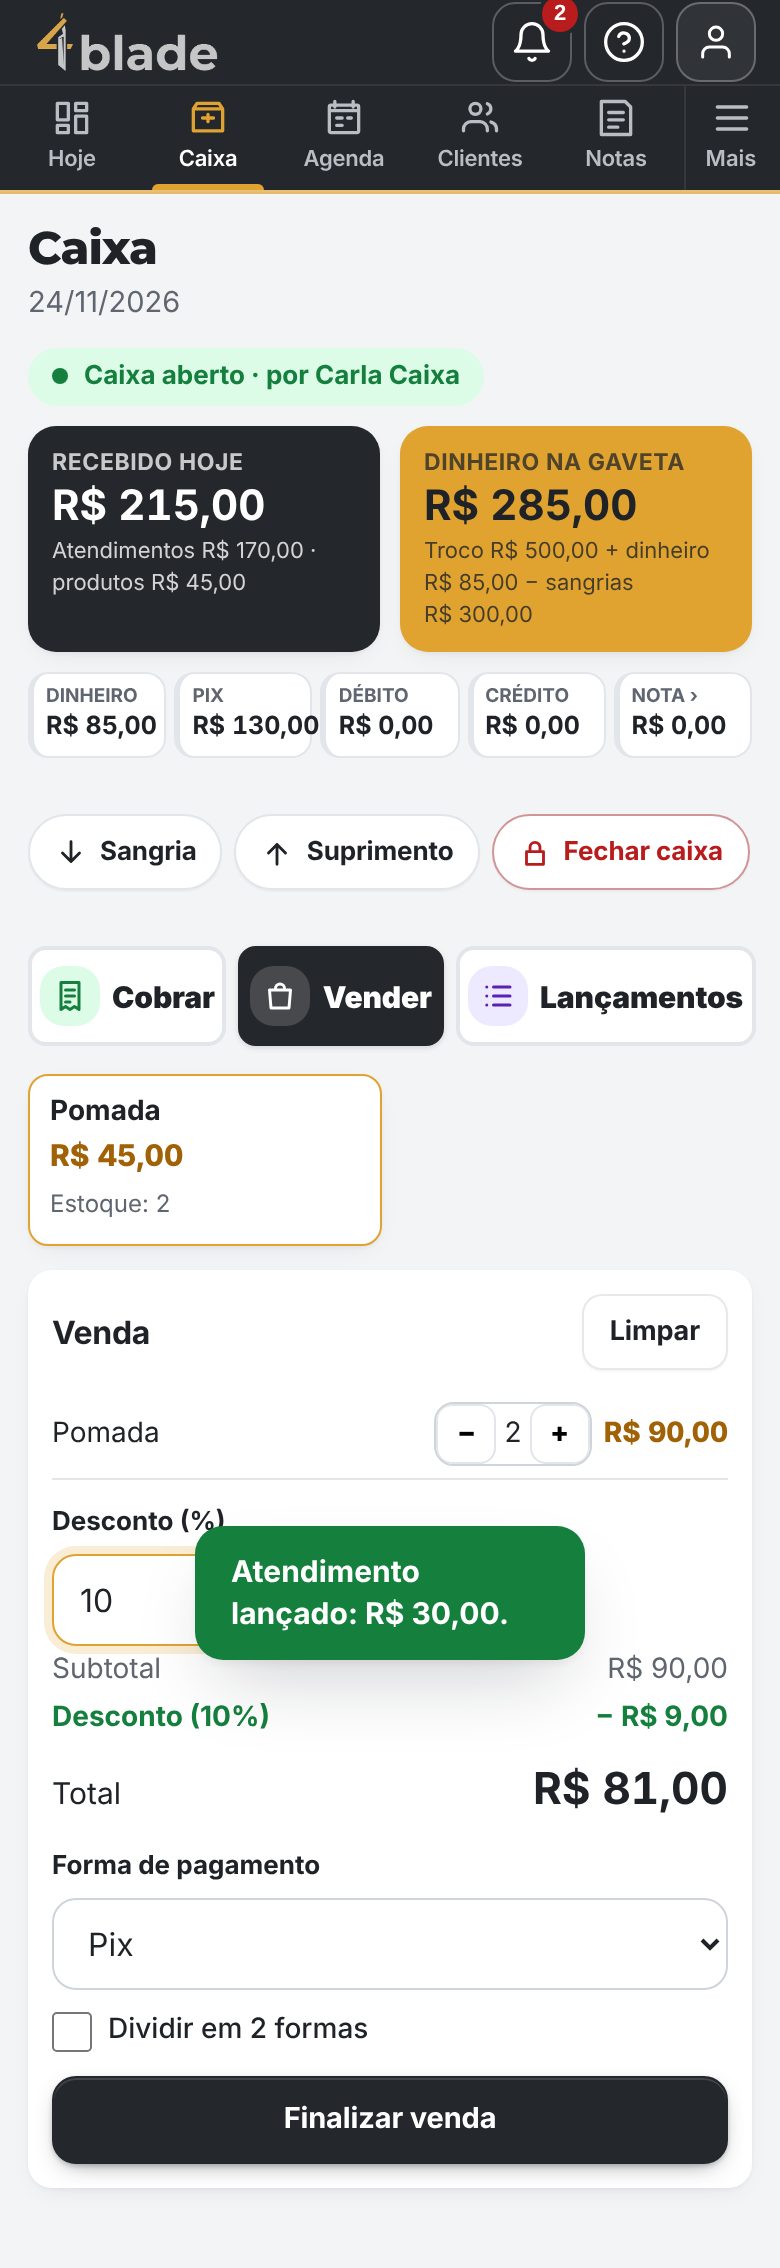 4blade
2
Hoje
Caixa
Agenda
Clientes
Notas
Mais
Caixa
24/11/2026
Caixa aberto · por Carla Caixa
RECEBIDO HOJE
R$ 215,00
Atendimentos R$ 170,00 ·
produtos R$ 45,00
DINHEIRO NA GAVETA
R$ 285,00
Troco R$ 500,00 + dinheiro
R$ 85,00 − sangrias
R$ 300,00
DINHEIRO
R$ 85,00
PIX
R$ 130,00
DÉBITO
R$ 0,00
CRÉDITO
R$ 0,00
NOTA ›
R$ 0,00
Sangria
Suprimento
Fechar caixa
Cobrar
Vender
Lançamentos
Pomada
R$ 45,00
Estoque: 2
Venda
Limpar
Pomada
− 2 + R$ 90,00
Desconto (%)
10
Atendimento
lançado: R$ 30,00.
Subtotal R$ 90,00
Desconto (10%) − R$ 9,00
Total R$ 81,00
Forma de pagamento
Pix
Dividir em 2 formas
Finalizar venda